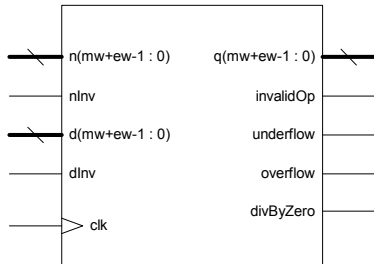 n(mw+ew-1 : 0)
q(mw+ew-1 : 0)
nInv
invalidOp
d(mw+ew-1 : 0)
underflow
dInv
overflow
divByZero
clk